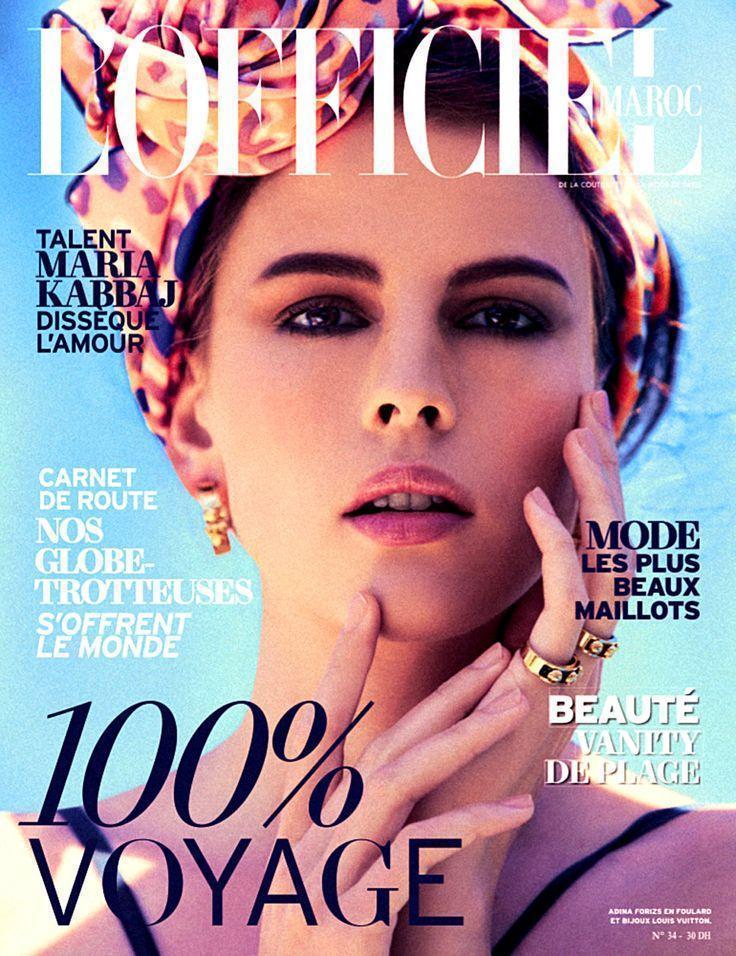 L'OFFICIEL
MAROC
TALENT
MARIA
KABBAJ
DISSÈQUE
L'AMOUR
CARNET
DE ROUTE
NOS
GLOBE-
TROTTEUSES
S'OFFRENT
LE MONDE
MODE
LES PLUS
BEAUX
MAILLOTS
BEAUTÉ
VANITY
DE PLAGE
100%
VOYAGE
ADINA FORIZS EN FOULARD
ET BIJOUX LOUIS VUITTON.
N° 34 - 30 DH